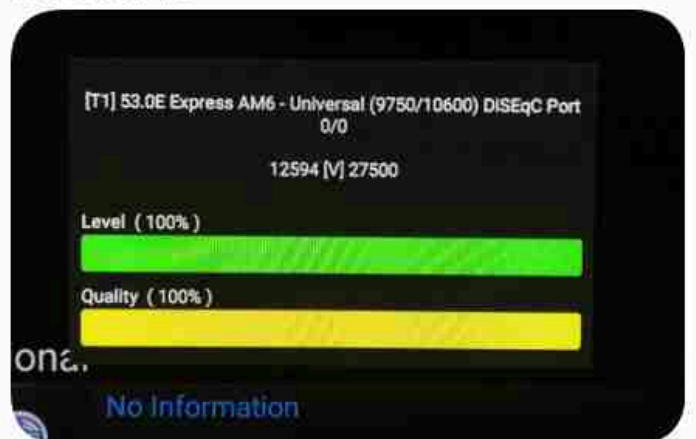 [T1] 53.0E Express AM6 - Universal (9750/10600) DiSEqC Port
0/0
12594 [V] 27500
Level ( 100% )
Quality ( 100% )
No Information